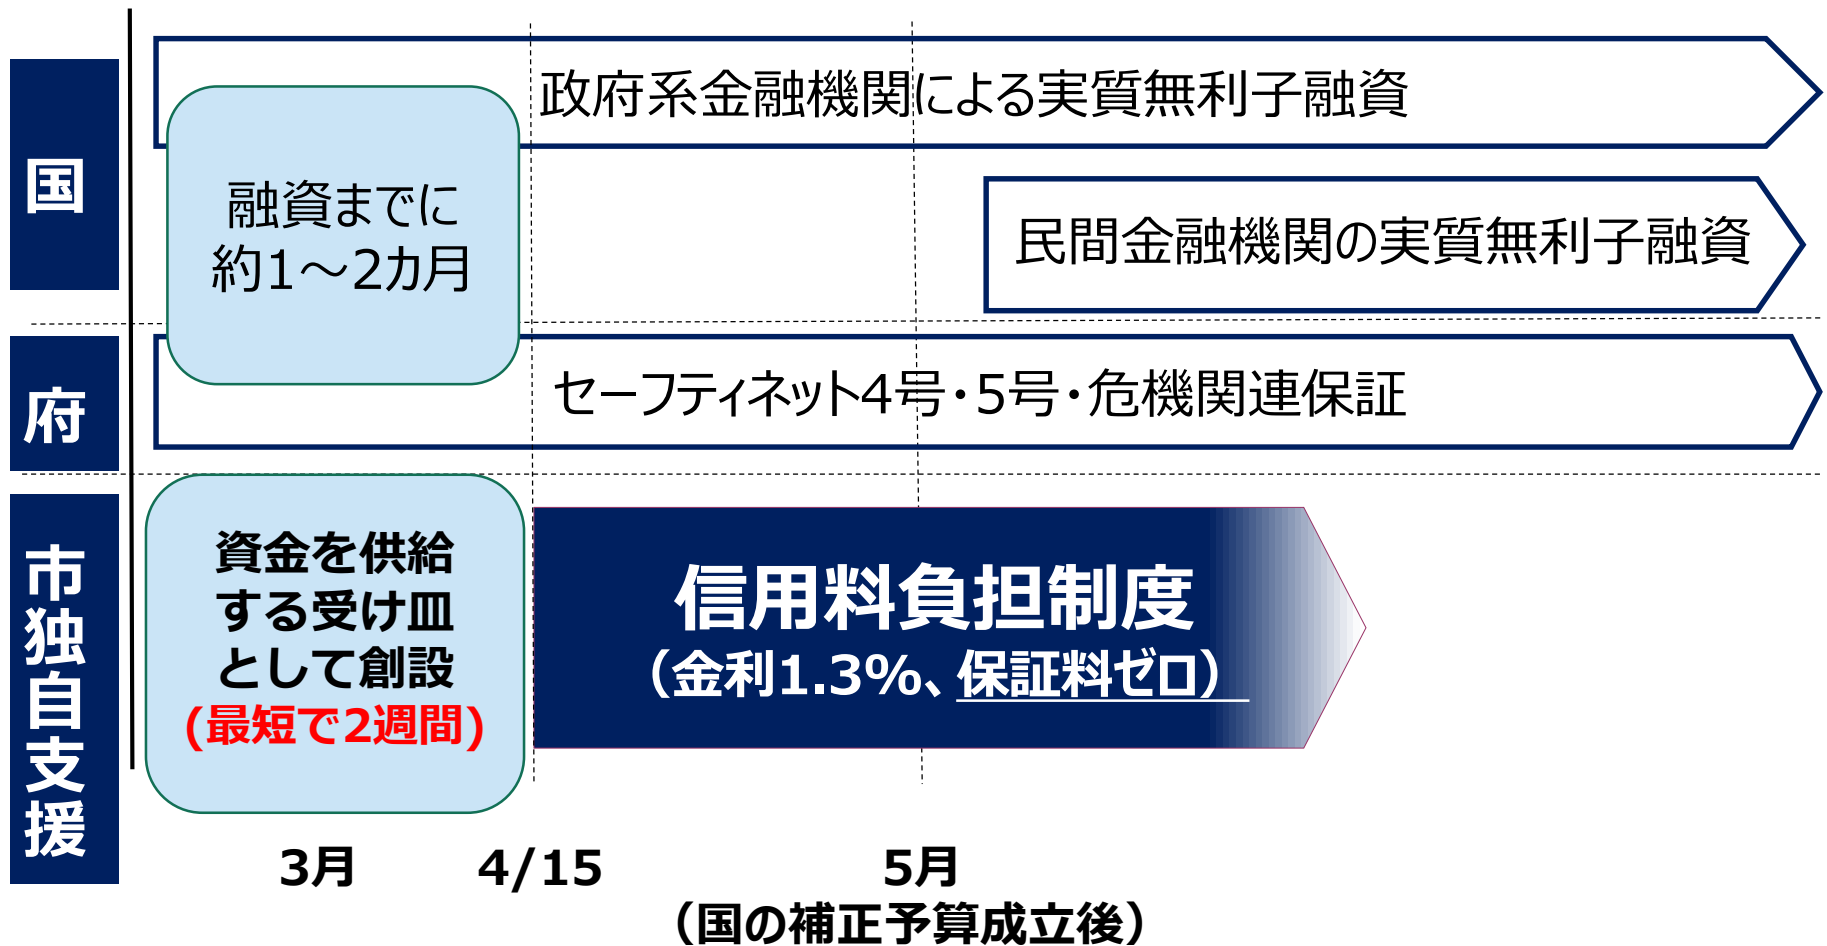 国
政府系金融機関による実質無利子融資
融資までに
約1～2カ月
民間金融機関の実質無利子融資
府
セーフティネット4号・5号・危機関連保証
市独自支援
資金を供給
する受け皿
として創設
(最短で2週間)
信用料負担制度
（金利1.3%、保証料ゼロ）
3月
4/15
5月
（国の補正予算成立後）